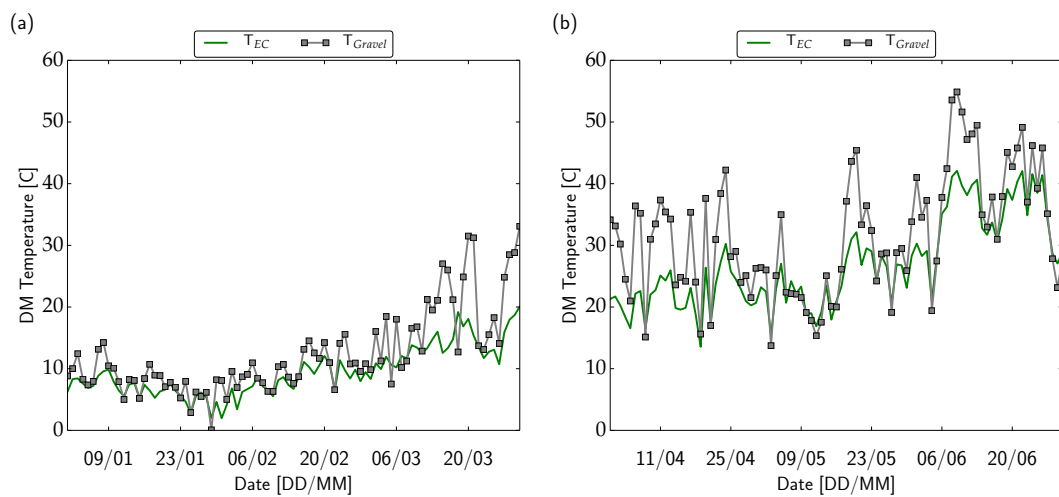 (a)
T_EC T_Gravel
60
50
40
30
20
10
0
DM Temperature [C]
09/01 23/01 06/02 20/02 06/03 20/03
Date [DD/MM]
(b)
T_EC T_Gravel
60
50
40
30
20
10
0
DM Temperature [C]
11/04 25/04 09/05 23/05 06/06 20/06
Date [DD/MM]